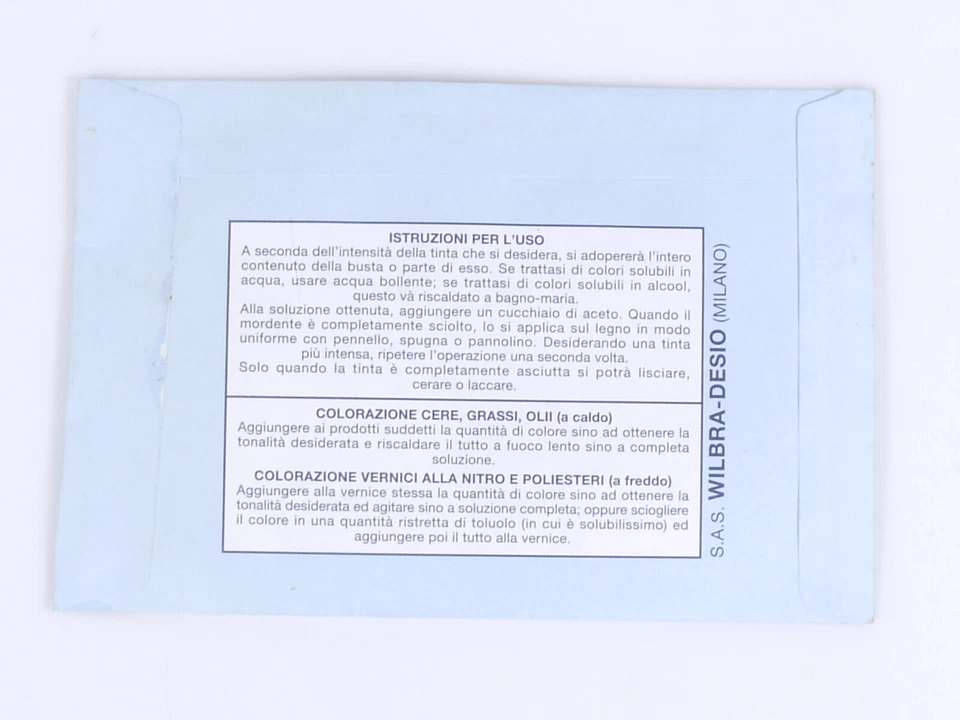 ISTRUZIONI PER L'USO
A seconda dell'intensità della tinta che si desidera, si adopererà l'intero
contenuto della busta o parte di esso. Se trattasi di colori solubili in
acqua, usare acqua bollente; se trattasi di colori solubili in alcool,
questo và riscaldato a bagno-maria.
Alla soluzione ottenuta, aggiungere un cucchiaio di aceto. Quando il
mordente è completamente sciolto, lo si applica sul legno in modo
uniforme con pennello, spugna o pannolino. Desiderando una tinta
più intensa, ripetere l'operazione una seconda volta.
Solo quando la tinta è completamente asciutta si potrà lisciare,
cerare o laccare.
COLORAZIONE CERE, GRASSI, OLII (a caldo)
Aggiungere ai prodotti suddetti la quantità di colore sino ad ottenere la
tonalità desiderata e riscaldare il tutto a fuoco lento sino a completa
soluzione.
COLORAZIONE VERNICI ALLA NITRO E POLIESTERI (a freddo)
Aggiungere alla vernice stessa la quantità di colore sino ad ottenere la
tonalità desiderata ed agitare sino a soluzione completa; oppure sciogliere
il colore in una quantità ristretta di toluolo (in cui è solubilissimo) ed
aggiungere poi il tutto alla vernice.
S.A.S. WILBRA-DESIO (MILANO)